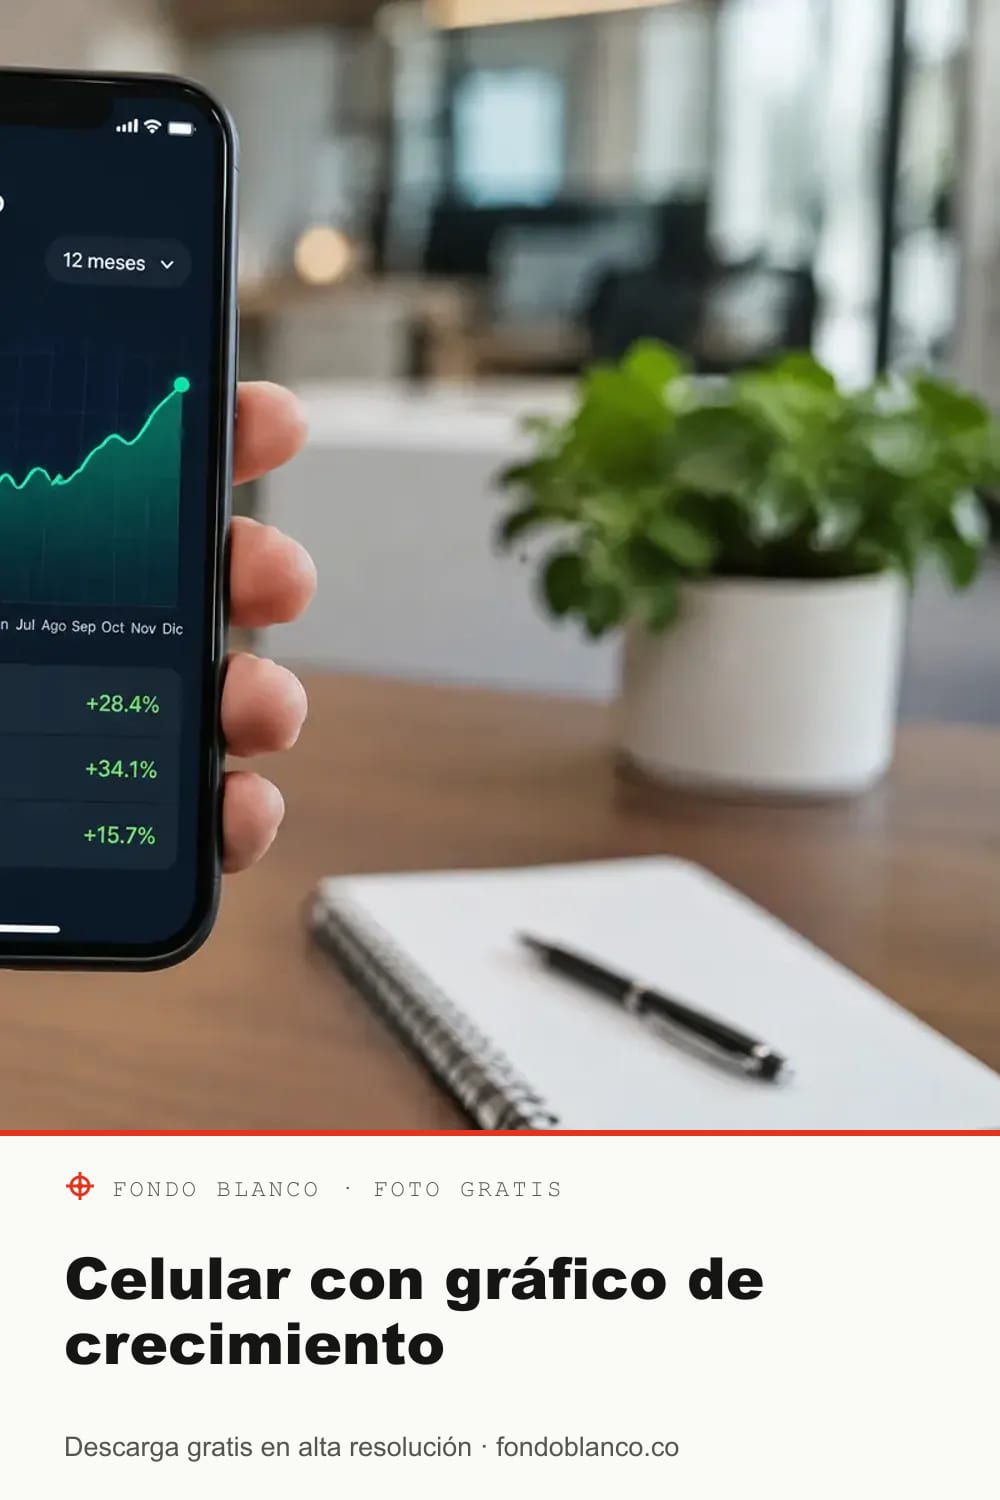 12 meses
Jul Ago Sep Oct Nov Dic
+28.4%
+34.1%
+15.7%
FONDO BLANCO · FOTO GRATIS
Celular con gráfico de
crecimiento
Descarga gratis en alta resolución · fondoblanco.co